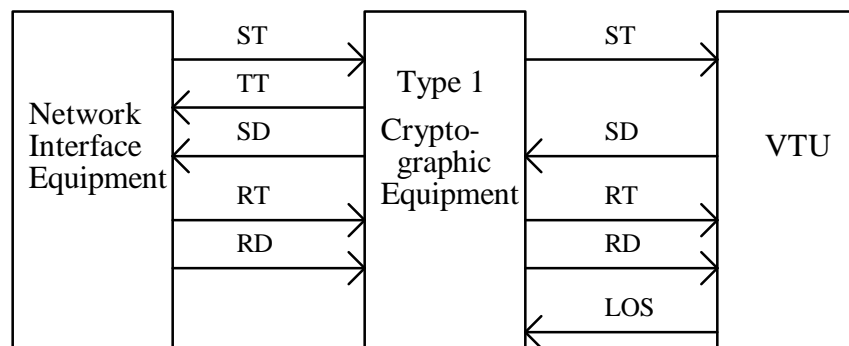 ST
TT
SD
RT
RD
Network
Interface
Equipment
Type 1
Crypto-
graphic
Equipment
ST
SD
RT
RD
LOS
VTU